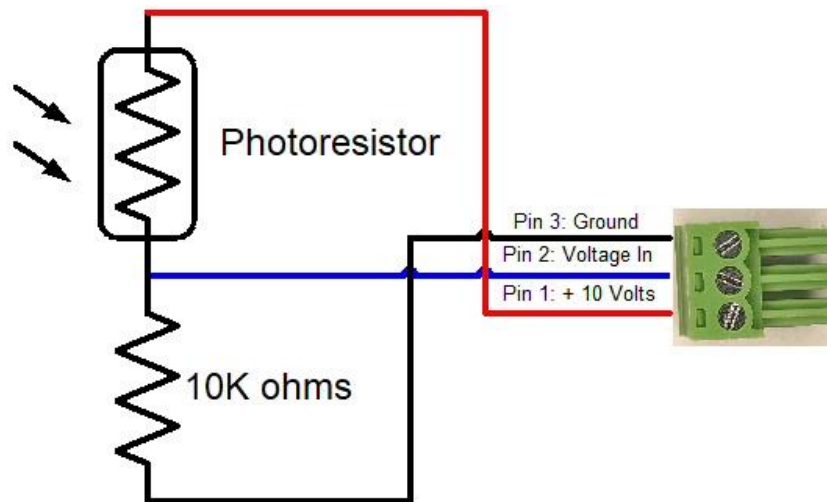 Photoresistor
Pin 3: Ground
Pin 2: Voltage In
Pin 1: + 10 Volts
10K ohms